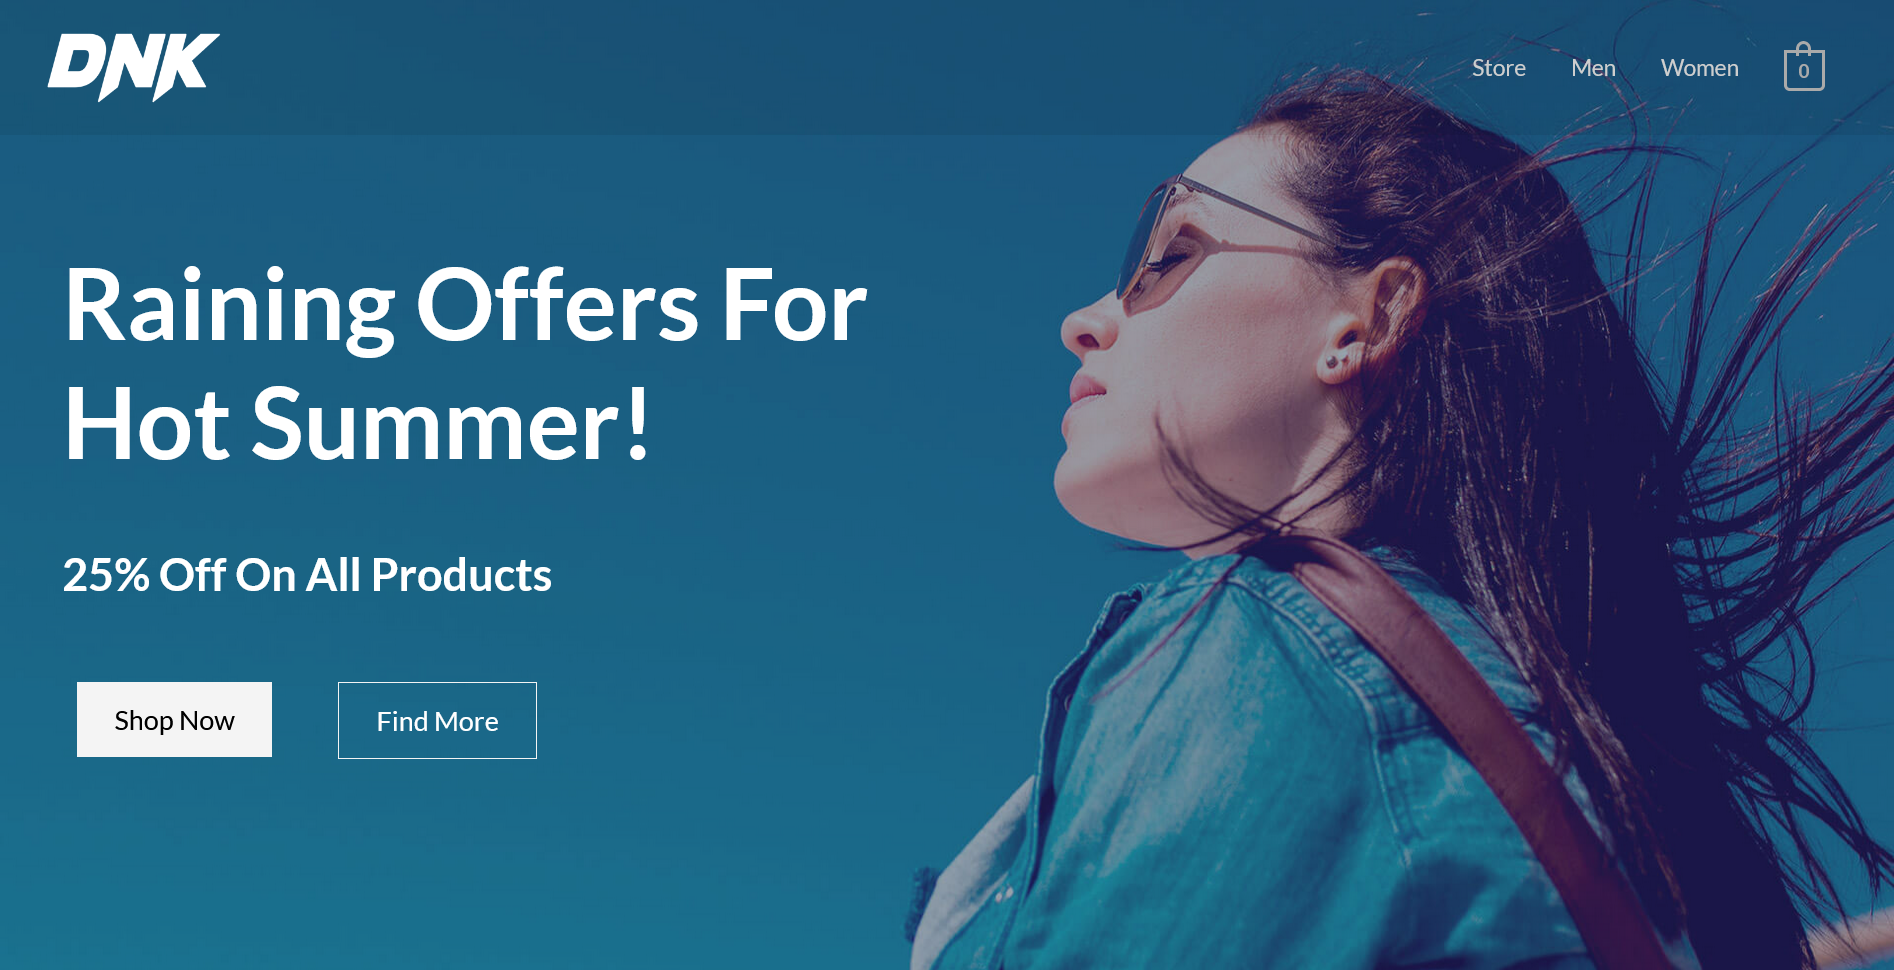 DNK
Store Men Women 0
Raining Offers For
Hot Summer!
25% Off On All Products
Shop Now Find More